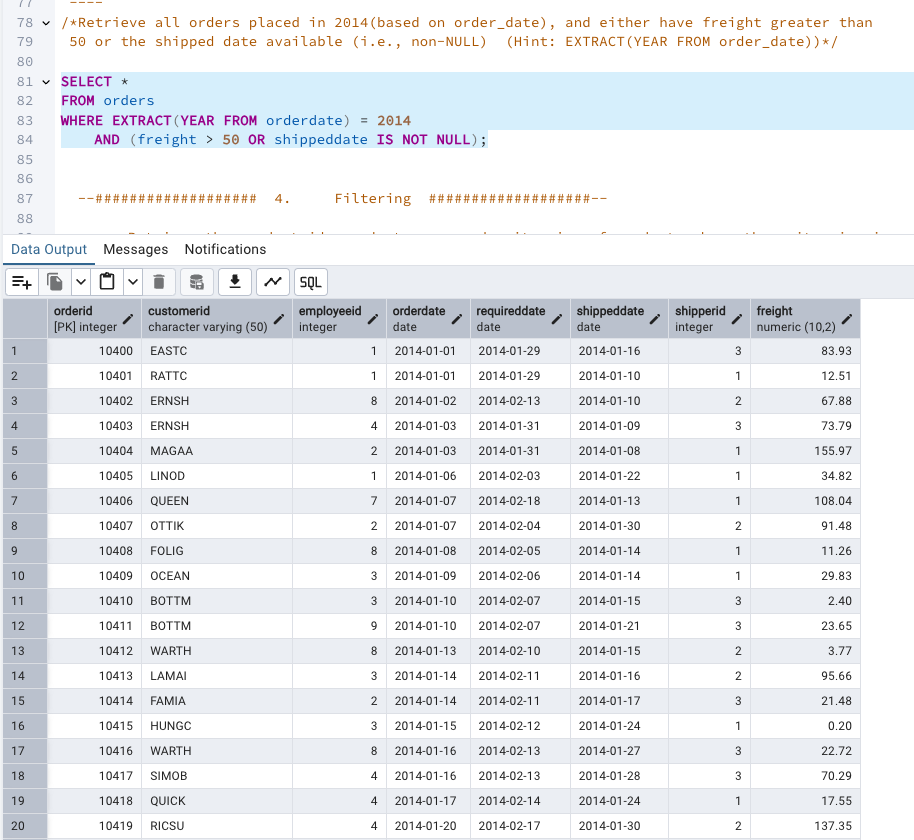 77 ----
78 /*Retrieve all orders placed in 2014(based on order_date), and either have freight greater than
79 50 or the shipped date available (i.e., non-NULL)  (Hint: EXTRACT(YEAR FROM order_date))*/
80
81 SELECT *
82 FROM orders
83 WHERE EXTRACT(YEAR FROM orderdate) = 2014
84 AND (freight > 50 OR shippeddate IS NOT NULL);
85
86
87 --################### 4. Filtering ###################--
88
Data Output Messages Notifications
SQL
orderid customerid employeeid orderdate requireddate shippeddate shipperid freight
[PK] integer character varying (50) integer date date date integer numeric (10,2)
1 10400 EASTC 1 2014-01-01 2014-01-29 2014-01-16 3 83.93
2 10401 RATTC 1 2014-01-01 2014-01-29 2014-01-10 1 12.51
3 10402 ERNSH 8 2014-01-02 2014-02-13 2014-01-10 2 67.88
4 10403 ERNSH 4 2014-01-03 2014-01-31 2014-01-09 3 73.79
5 10404 MAGAA 2 2014-01-03 2014-01-31 2014-01-08 1 155.97
6 10405 LINOD 1 2014-01-06 2014-02-03 2014-01-22 1 34.82
7 10406 QUEEN 7 2014-01-07 2014-02-18 2014-01-13 1 108.04
8 10407 OTTIK 2 2014-01-07 2014-02-04 2014-01-30 2 91.48
9 10408 FOLIG 8 2014-01-08 2014-02-05 2014-01-14 1 11.26
10 10409 OCEAN 3 2014-01-09 2014-02-06 2014-01-14 1 29.83
11 10410 BOTTM 3 2014-01-10 2014-02-07 2014-01-15 3 2.40
12 10411 BOTTM 9 2014-01-10 2014-02-07 2014-01-21 3 23.65
13 10412 WARTH 8 2014-01-13 2014-02-10 2014-01-15 2 3.77
14 10413 LAMAI 3 2014-01-14 2014-02-11 2014-01-16 2 95.66
15 10414 FAMIA 2 2014-01-14 2014-02-11 2014-01-17 3 21.48
16 10415 HUNGC 3 2014-01-15 2014-02-12 2014-01-24 1 0.20
17 10416 WARTH 8 2014-01-16 2014-02-13 2014-01-27 3 22.72
18 10417 SIMOB 4 2014-01-16 2014-02-13 2014-01-28 3 70.29
19 10418 QUICK 4 2014-01-17 2014-02-14 2014-01-24 1 17.55
20 10419 RICSU 4 2014-01-20 2014-02-17 2014-01-30 2 137.35